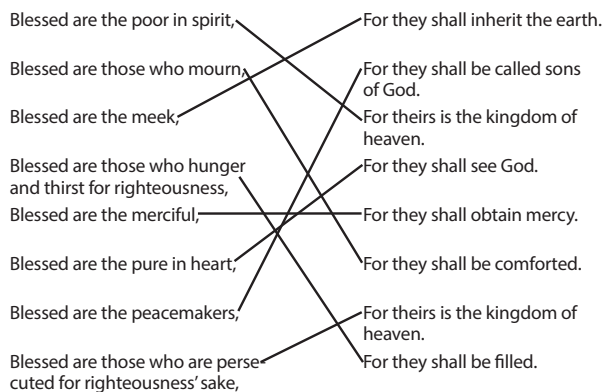 Blessed are the poor in spirit,
For they shall inherit the earth.
Blessed are those who mourn,
For they shall be called sons
of God.
Blessed are the meek,
For theirs is the kingdom of
heaven.
Blessed are those who hunger
and thirst for righteousness,
For they shall see God.
Blessed are the merciful,
For they shall obtain mercy.
Blessed are the pure in heart,
For they shall be comforted.
Blessed are the peacemakers,
For theirs is the kingdom of
heaven.
Blessed are those who are perse-
cuted for righteousness' sake,
For they shall be filled.